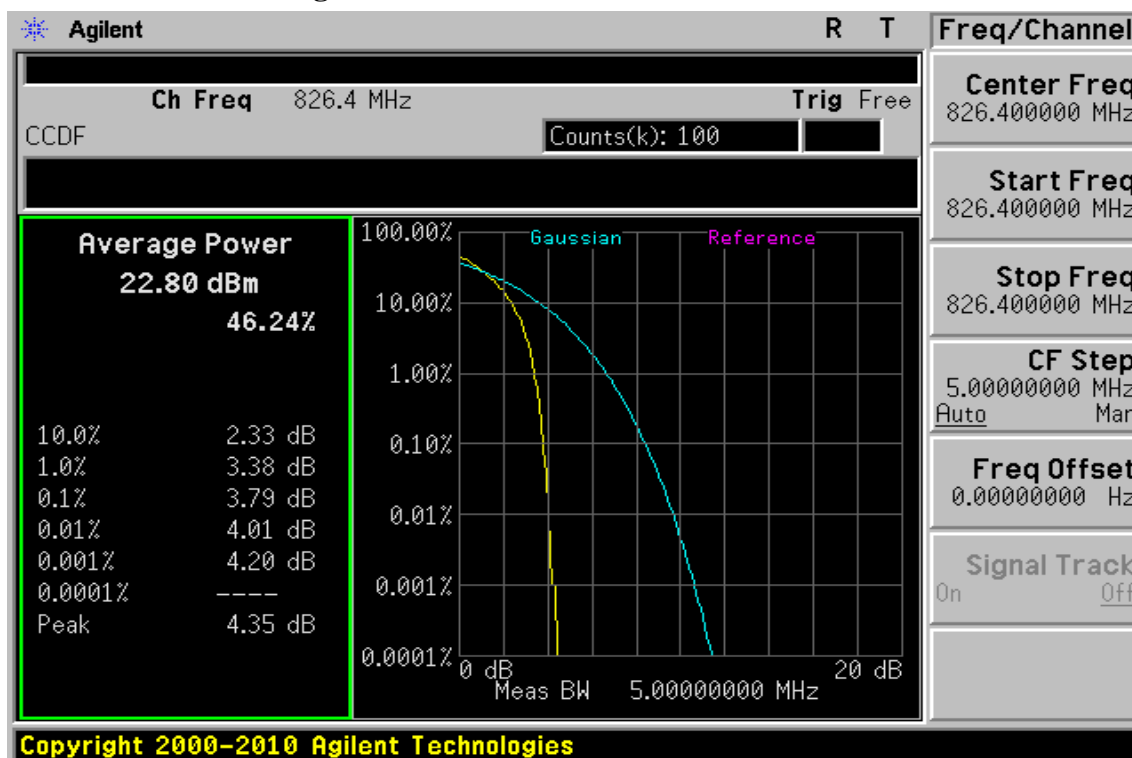 Agilent R T
Ch Freq 826.4 MHz Trig Free
CCDF Counts(k): 100
Average Power
22.80 dBm
46.24%
10.0% 2.33 dB
1.0% 3.38 dB
0.1% 3.79 dB
0.01% 4.01 dB
0.001% 4.20 dB
0.0001% ----
Peak 4.35 dB
Gaussian Reference
100.00%
10.00%
1.00%
0.10%
0.01%
0.001%
0.0001%
0 dB 20 dB
Meas BW 5.00000000 MHz
Freq/Channel
Center Freq
826.400000 MHz
Start Freq
826.400000 MHz
Stop Freq
826.400000 MHz
CF Step
5.00000000 MHz
Auto Man
Freq Offset
0.00000000 Hz
Signal Track
On Off
Copyright 2000-2010 Agilent Technologies